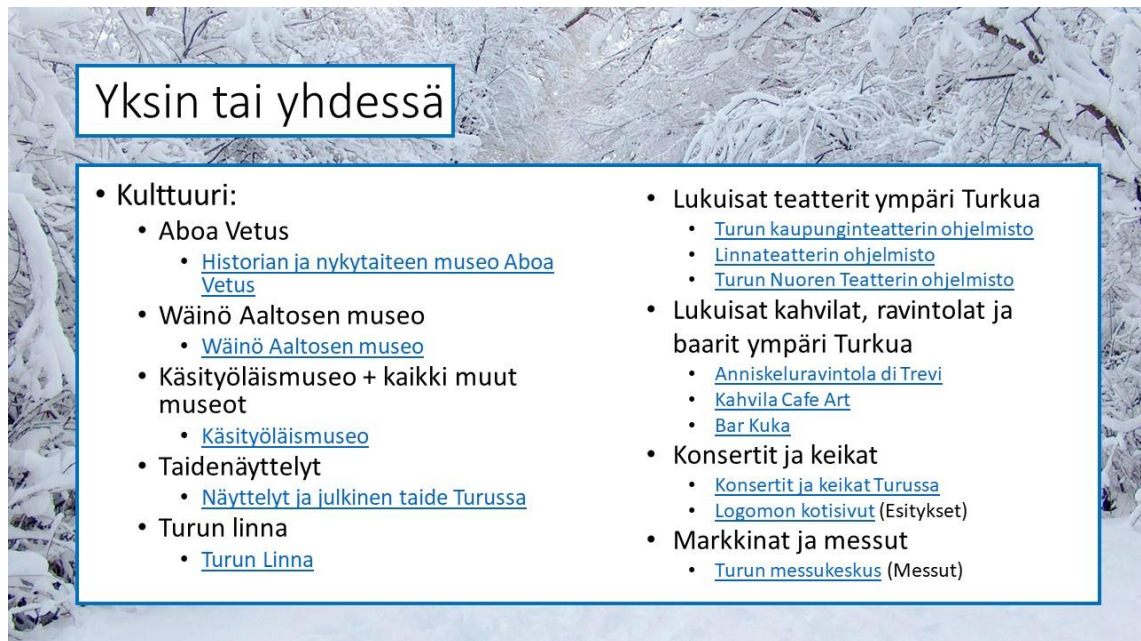 Yksin tai yhdessä
• Kulttuuri:
• Aboa Vetus
• Historian ja nykytaiteen museo Aboa
Vetus
• Wäinö Aaltosen museo
• Wäinö Aaltosen museo
• Käsityöläismuseo + kaikki muut
museot
• Käsityöläismuseo
• Taidenäyttelyt
• Näyttelyt ja julkinen taide Turussa
• Turun linna
• Turun Linna
• Lukuisat teatterit ympäri Turkua
• Turun kaupunginteatterin ohjelmisto
• Linnateatterin ohjelmisto
• Turun Nuoren Teatterin ohjelmisto
• Lukuisat kahvilat, ravintolat ja
baarit ympäri Turkua
• Anniskeluravintola di Trevi
• Kahvila Cafe Art
• Bar Kuka
• Konsertit ja keikat
• Konsertit ja keikat Turussa
• Logomon kotisivut (Esitykset)
• Markkinat ja messut
• Turun messukeskus (Messut)